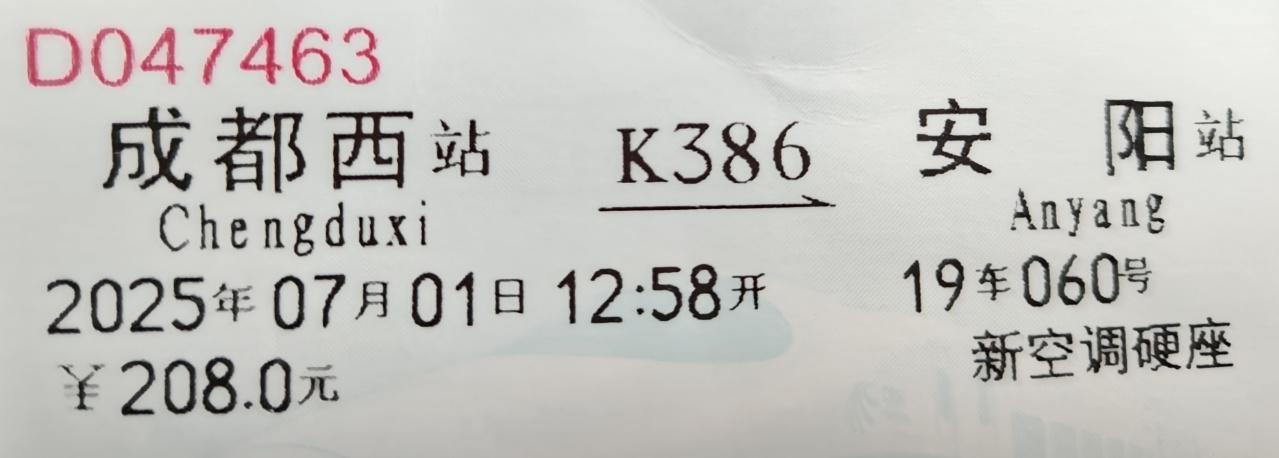 D047463
成都西站 K386 安阳站
Chengduxi Anyang
2025年07月01日 12:58开 19车060号
¥208.0元 新空调硬座